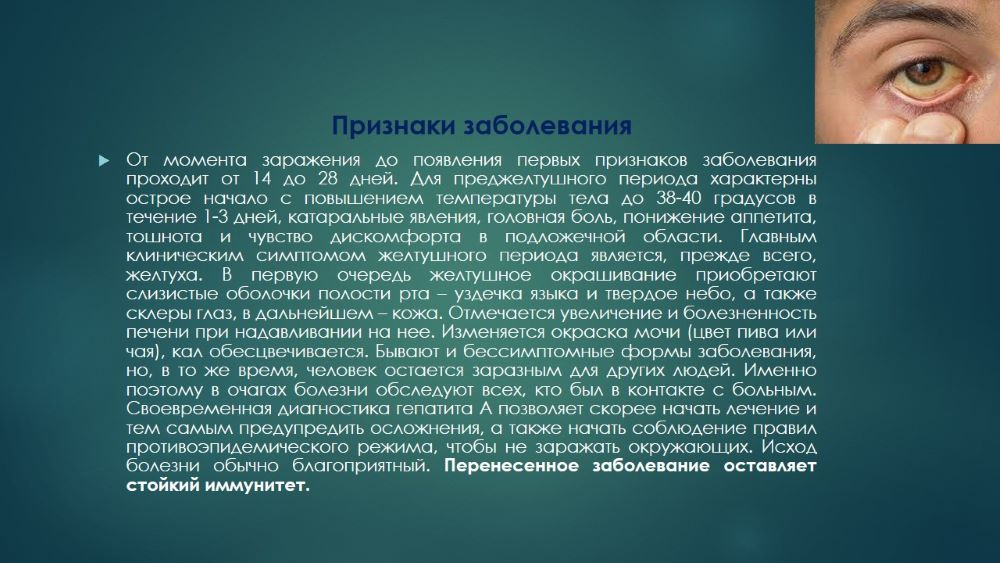 Признаки заболевания
От момента заражения до появления первых признаков заболевания
проходит от 14 до 28 дней. Для преджелтушного периода характерны
острое начало с повышением температуры тела до 38-40 градусов в
течение 1-3 дней, катаральные явления, головная боль, понижение аппетита,
тошнота и чувство дискомфорта в подложечной области. Главным
клиническим симптомом желтушного периода является, прежде всего,
желтуха. В первую очередь желтушное окрашивание приобретают
слизистые оболочки полости рта – уздечка языка и твердое небо, а также
склеры глаз, в дальнейшем – кожа. Отмечается увеличение и болезненность
печени при надавливании на нее. Изменяется окраска мочи (цвет пива или
чая), кал обесцвечивается. Бывают и бессимптомные формы заболевания,
но, в то же время, человек остается заразным для других людей. Именно
поэтому в очагах болезни обследуют всех, кто был в контакте с больным.
Своевременная диагностика гепатита А позволяет скорее начать лечение и
тем самым предупредить осложнения, а также начать соблюдение правил
противоэпидемического режима, чтобы не заражать окружающих. Исход
болезни обычно благоприятный. Перенесенное заболевание оставляет
стойкий иммунитет.